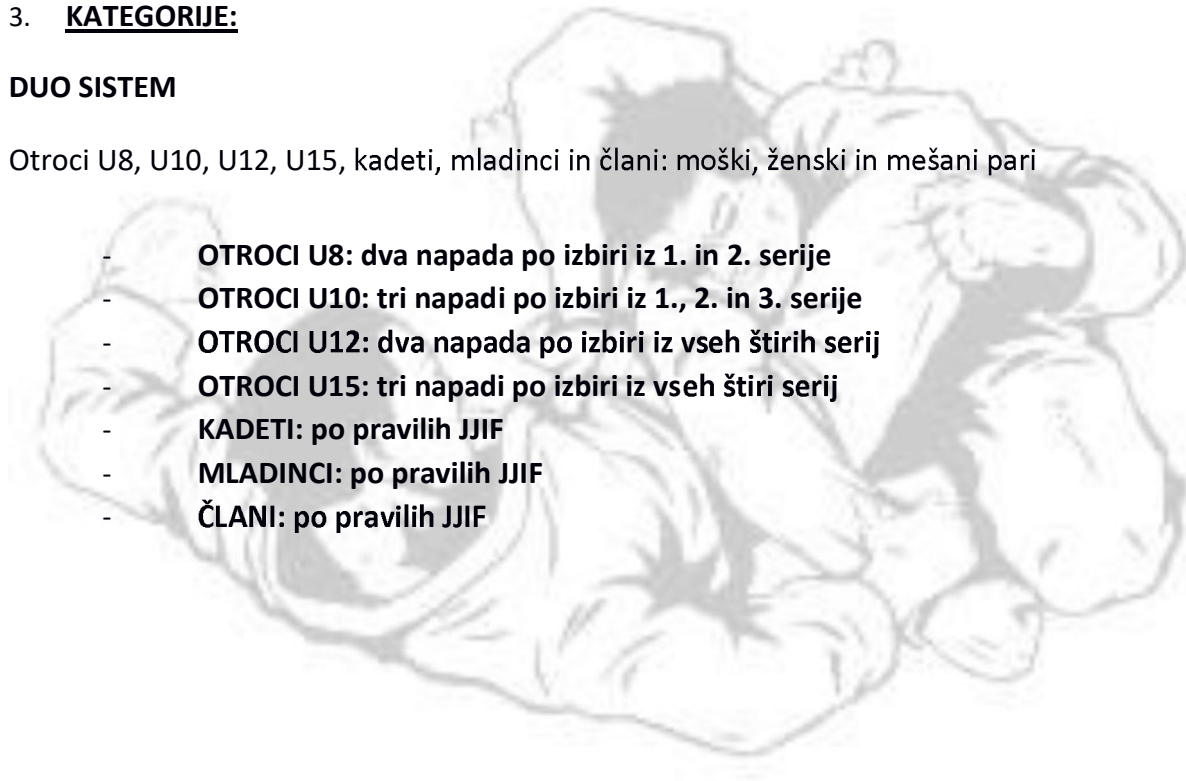 3. KATEGORIJE:
DUO SISTEM
Otroci U8, U10, U12, U15, kadeti, mladinci in člani: moški, ženski in mešani pari
- OTROCI U8: dva napada po izbiri iz 1. in 2. serije
- OTROCI U10: tri napadi po izbiri iz 1., 2. in 3. serije
- OTROCI U12: dva napada po izbiri iz vseh štirih serij
- OTROCI U15: tri napadi po izbiri iz vseh štiri serij
- KADETI: po pravilih JJIF
- MLADINCI: po pravilih JJIF
- ČLANI: po pravilih JJIF